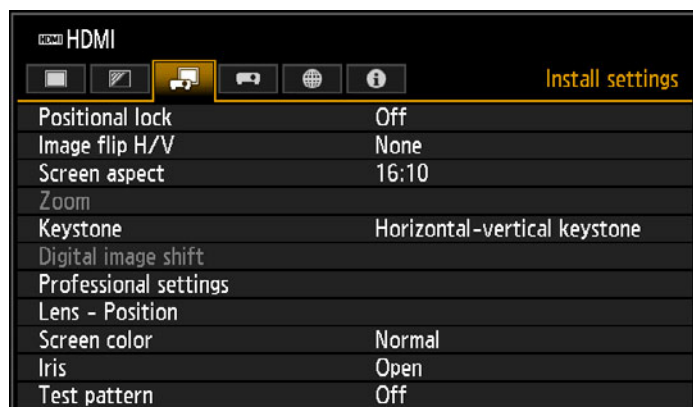 HDMI HDMI
Install settings
Positional lock Off
Image flip H/V None
Screen aspect 16:10
Zoom
Keystone Horizontal-vertical keystone
Digital image shift
Professional settings
Lens - Position
Screen color Normal
Iris Open
Test pattern Off